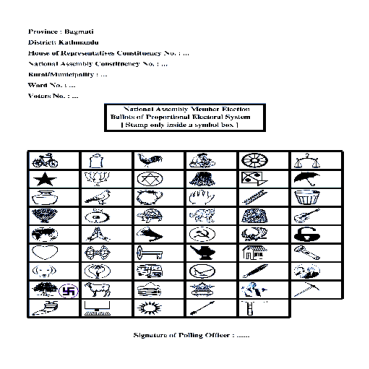 Province : Bagmati
District: Kathmandu
House of Representatives Constituency No. : ...
National Assembly Constituency No. : ...
Rural/Municipality : ...
Word No. : ...
Voters No. : ...
National Assembly Member Election
Ballots of Proportional Electoral System
[ Stamp only inside a symbol box ]
Signature of Polling Officer : ......